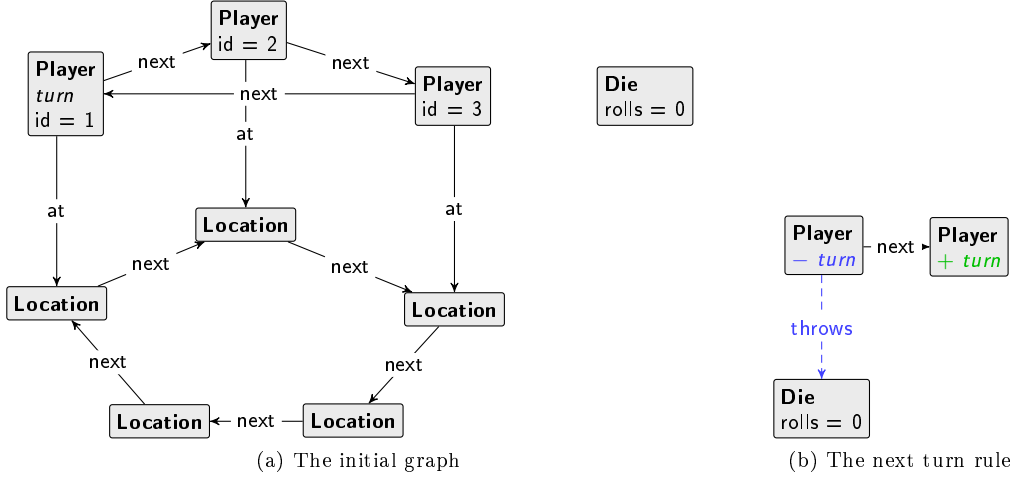 Player
id = 2
next
next
Player
turn
id = 1
next
Player
id = 3
Die
rolls = 0
at
at
at
Location
next
next
Location
Location
next
next
Location
next
Location
(a) The initial graph
Player
− turn
next
Player
+ turn
throws
Die
rolls = 0
(b) The next turn rule